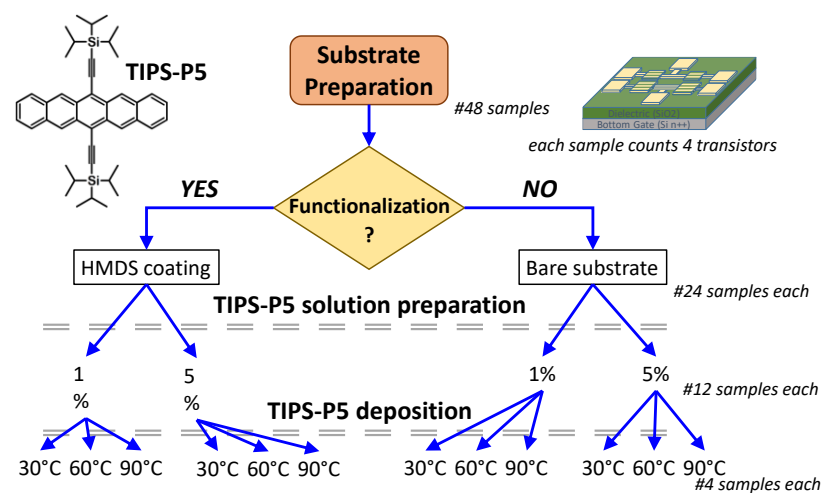 Si
TIPS-P5
Si
Substrate
Preparation
#48 samples
Dielectric (SiO2)
Bottom Gate (Si n++)
each sample counts 4 transistors
YES
Functionalization
?
NO
HMDS coating
Bare substrate
#24 samples each
TIPS-P5 solution preparation
1
%
5
%
1%
5%
#12 samples each
TIPS-P5 deposition
30°C 60°C 90°C
30°C 60°C 90°C
30°C 60°C 90°C
30°C 60°C 90°C
#4 samples each